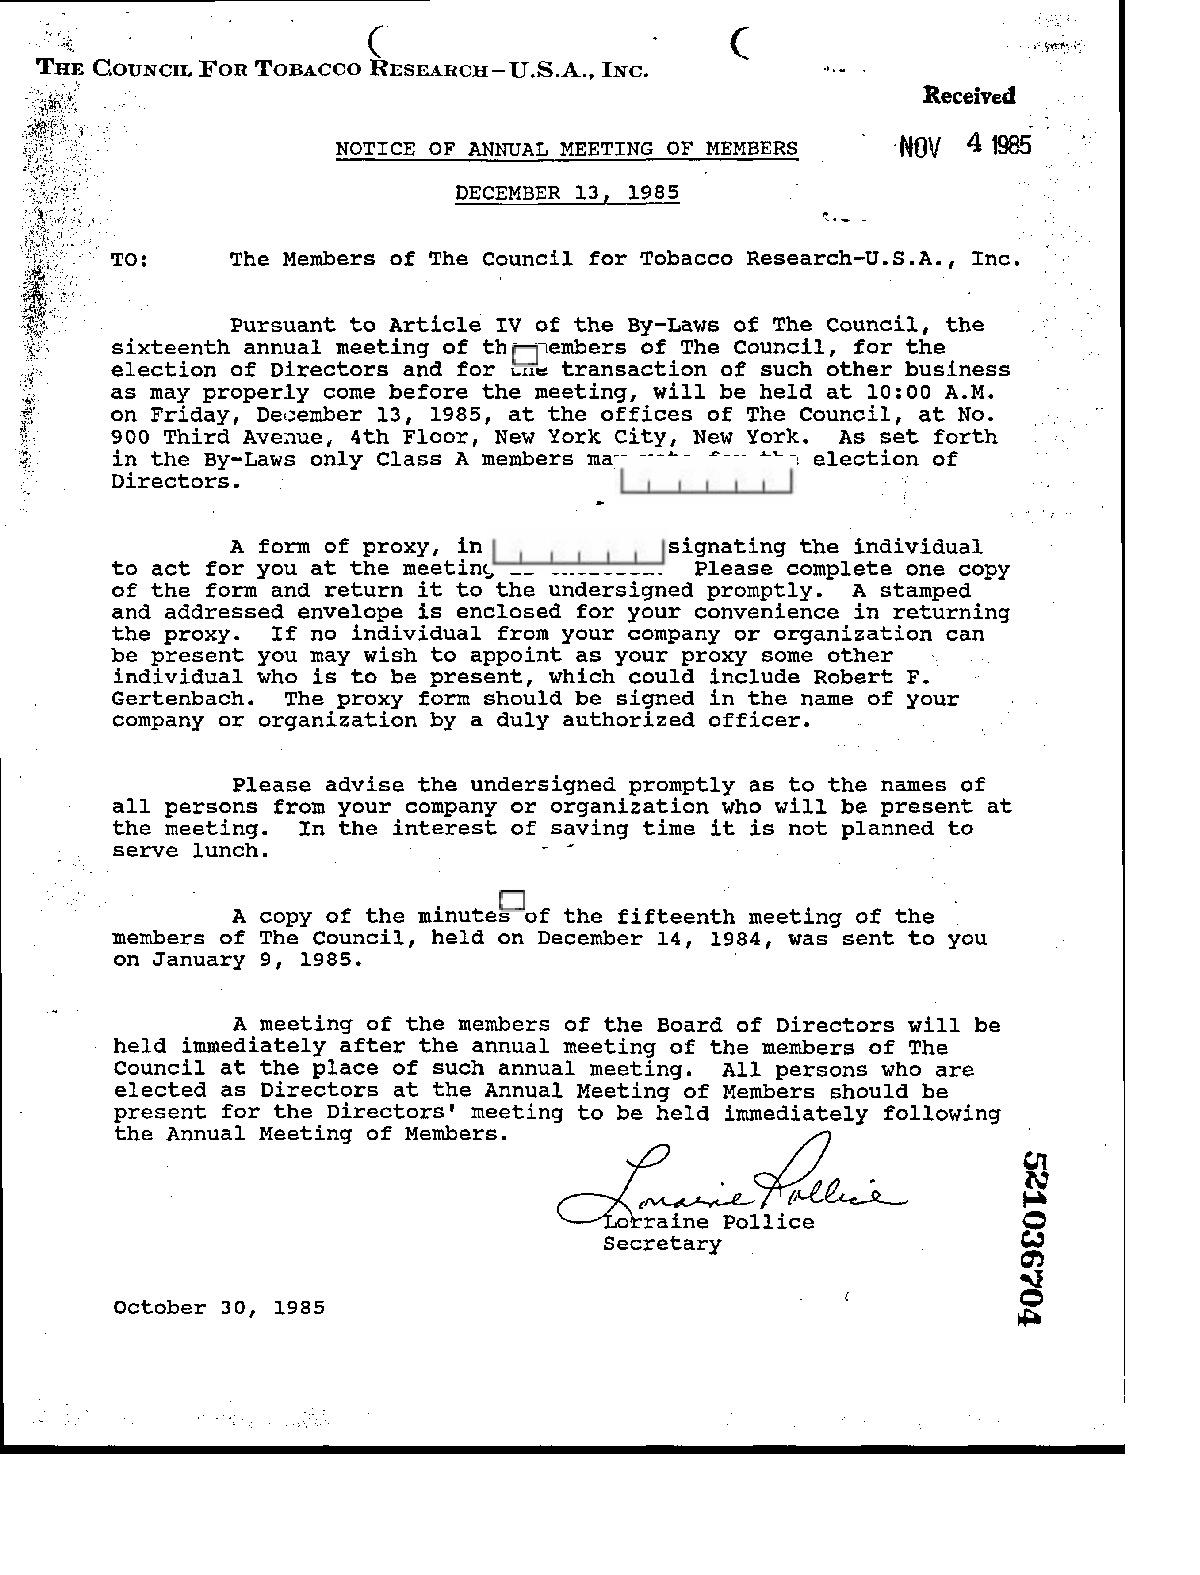 THE COUNCIL FOR TOBACCO RESEARCH-U.S.A., INC.
Received
NOV 4 1985
NOTICE OF ANNUAL MEETING OF MEMBERS
DECEMBER 13, 1985
TO: The Members of The Council for Tobacco Research-U.S.A., Inc.
Pursuant to Article IV of the By-Laws of The Council, the
sixteenth annual meeting of th embers of The Council, for the
election of Directors and for the transaction of such other business
as may properly come before the meeting, will be held at 10:00 A.M.
on Friday, December 13, 1985, at the offices of The Council, at No.
900 Third Avenue, 4th Floor, New York City, New York. As set forth
in the By-Laws only Class A members ma election of
Directors.
A form of proxy, in signating the individual
to act for you at the meeting Please complete one copy
of the form and return it to the undersigned promptly. A stamped
and addressed envelope is enclosed for your convenience in returning
the proxy. If no individual from your company or organization can
be present you may wish to appoint as your proxy some other
individual who is to be present, which could include Robert F.
Gertenbach. The proxy form should be signed in the name of your
company or organization by a duly authorized officer.
Please advise the undersigned promptly as to the names of
all persons from your company or organization who will be present at
the meeting. In the interest of saving time it is not planned to
serve lunch.
A copy of the minutes of the fifteenth meeting of the
members of The Council, held on December 14, 1984, was sent to you
on January 9, 1985.
A meeting of the members of the Board of Directors will be
held immediately after the annual meeting of the members of The
Council at the place of such annual meeting. All persons who are
elected as Directors at the Annual Meeting of Members should be
present for the Directors' meeting to be held immediately following
the Annual Meeting of Members.
Lorraine Pollice
Lorraine Pollice
Secretary
October 30, 1985
521036704